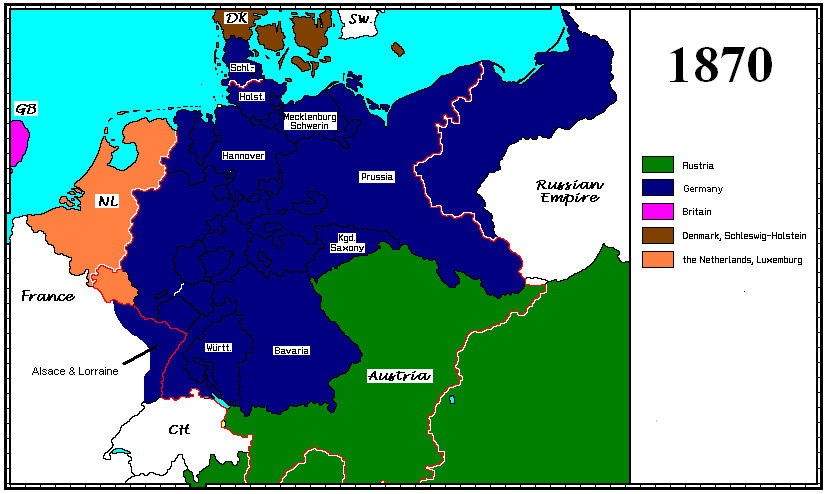 DK
Sw.
1870
Schl.-
Holst.
GB
Mecklenburg
Schwerin
Hannover
Austria
Prussia
Germany
Russian
Empire
NL
Britain
Denmark, Schleswig-Holstein
Kgd.
Saxony
the Netherlands, Luxemburg
France
Württ.
Bavaria
Alsace & Lorraine
Austria
CH